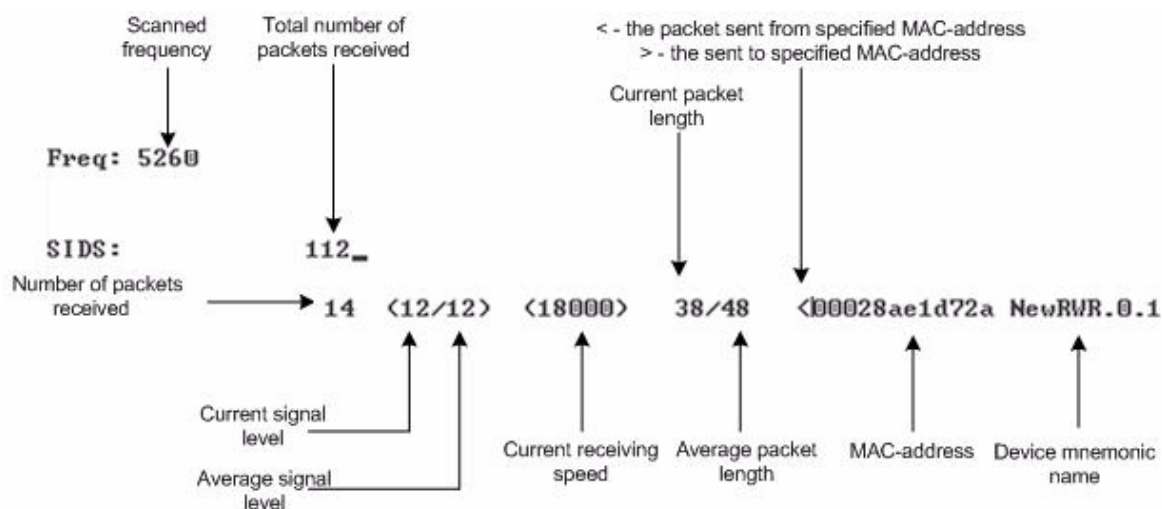 Scanned
frequency
Total number of
packets received
< - the packet sent from specified MAC-address
> - the sent to specified MAC-address
Current packet
length
Freq: 5260
SIDS: 112_
Number of packets
received
14 (12/12) (18000) 38/48 <00028ae1d72a NewRWR.0.1
Current signal
level
Average signal
level
Current receiving
speed
Average packet
length
MAC-address
Device mnemonic
name